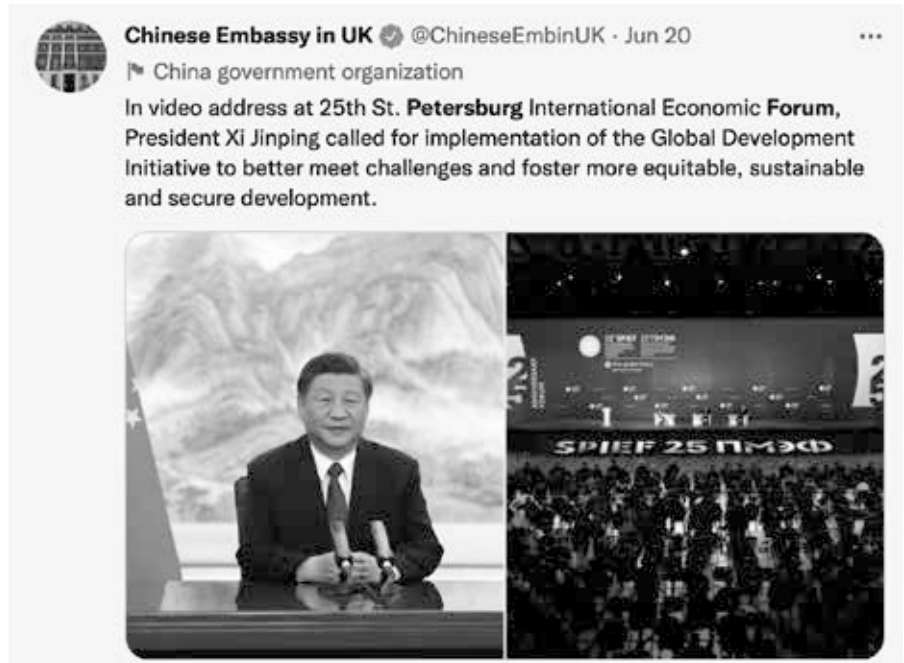 Chinese Embassy in UK @ChineseEmbinUK · Jun 20
China government organization
In video address at 25th St. Petersburg International Economic Forum,
President Xi Jinping called for implementation of the Global Development
Initiative to better meet challenges and foster more equitable, sustainable
and secure development.
SPIEF 25 ПМЭФ